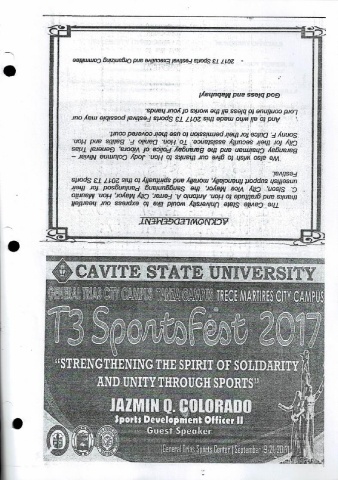 ACKNOWLEDGEMENT
The Cavite State University would like to express our heartfelt
thanks and gratitude to Hon. Antonio A. Ferrer, City Mayor, Hon. Mauricio
C. Sison, City Vice Mayor, the Sangguniang Panlungsod for their
unselfish support financially, morally and spiritually to this 2017 T3 Sports
Festival.
We also wish to give our thanks to Hon. Jody Columna –
Barangay Chairman and the Barangay Police of Vibora, General Trias
City for their security assistance. To Hon. Danilo F. and Hon.
Sonny F. Dulce for their permission to use their covered court.
And to all who made this 2017 T3 Sports Festival possible may our
Lord continue to bless all the works of your hands.
God bless and Mabuhay!
2017 T3 Sports Festival Executive and Organizing Committee
CAVITE STATE UNIVERSITY
GENERAL TRIAS CITY CAMPUS TANZA CAMPUS TRECE MARTIRES CITY CAMPUS
T3 SportsFest 2017
"STRENGTHENING THE SPIRIT OF SOLIDARITY
AND UNITY THROUGH SPORTS"
JAZMIN Q. COLORADO
Sports Development Officer II
Guest Speaker
General Trias Sports Center | September